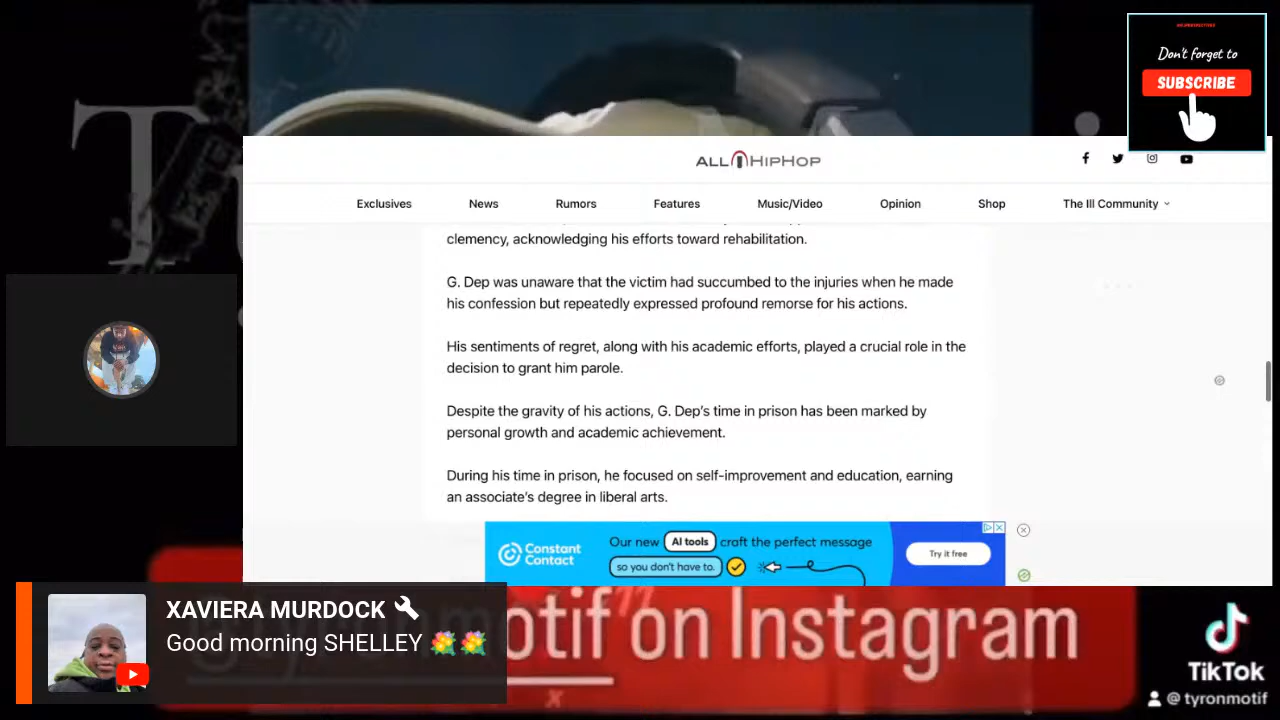 Don't forget to
SUBSCRIBE
ALL HIPHOP
Exclusives News Rumors Features Music/Video Opinion Shop The Ill Community
clemency, acknowledging his efforts toward rehabilitation.
G. Dep was unaware that the victim had succumbed to the injuries when he made
his confession but repeatedly expressed profound remorse for his actions.
His sentiments of regret, along with his academic efforts, played a crucial role in the
decision to grant him parole.
Despite the gravity of his actions, G. Dep's time in prison has been marked by
personal growth and academic achievement.
During his time in prison, he focused on self-improvement and education, earning
an associate's degree in liberal arts.
Constant
Contact
Our new AI tools craft the perfect message
so you don't have to.
Try it free
XAVIERA MURDOCK
Good morning SHELLEY 💐💐
motif on Instagram
TikTok
@tyronmotif